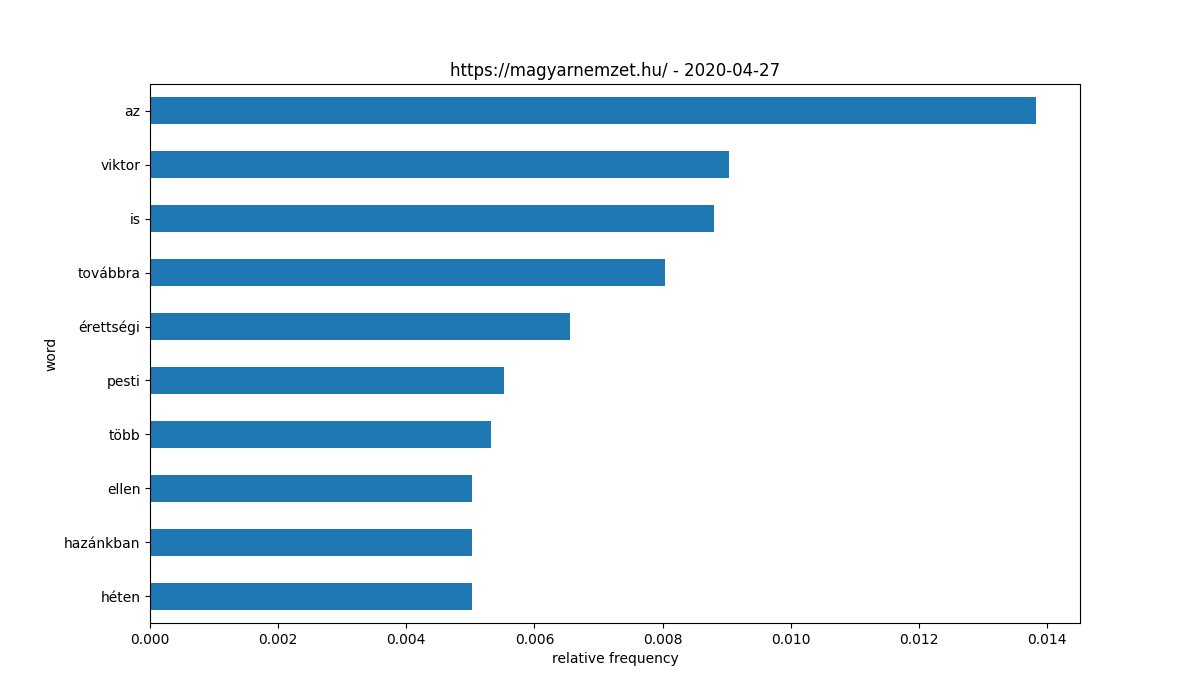 https://magyarnemzet.hu/ - 2020-04-27
az
viktor
is
továbbra
érettségi
pesti
több
ellen
hazánkban
héten
word
0.000 0.002 0.004 0.006 0.008 0.010 0.012 0.014
relative frequency